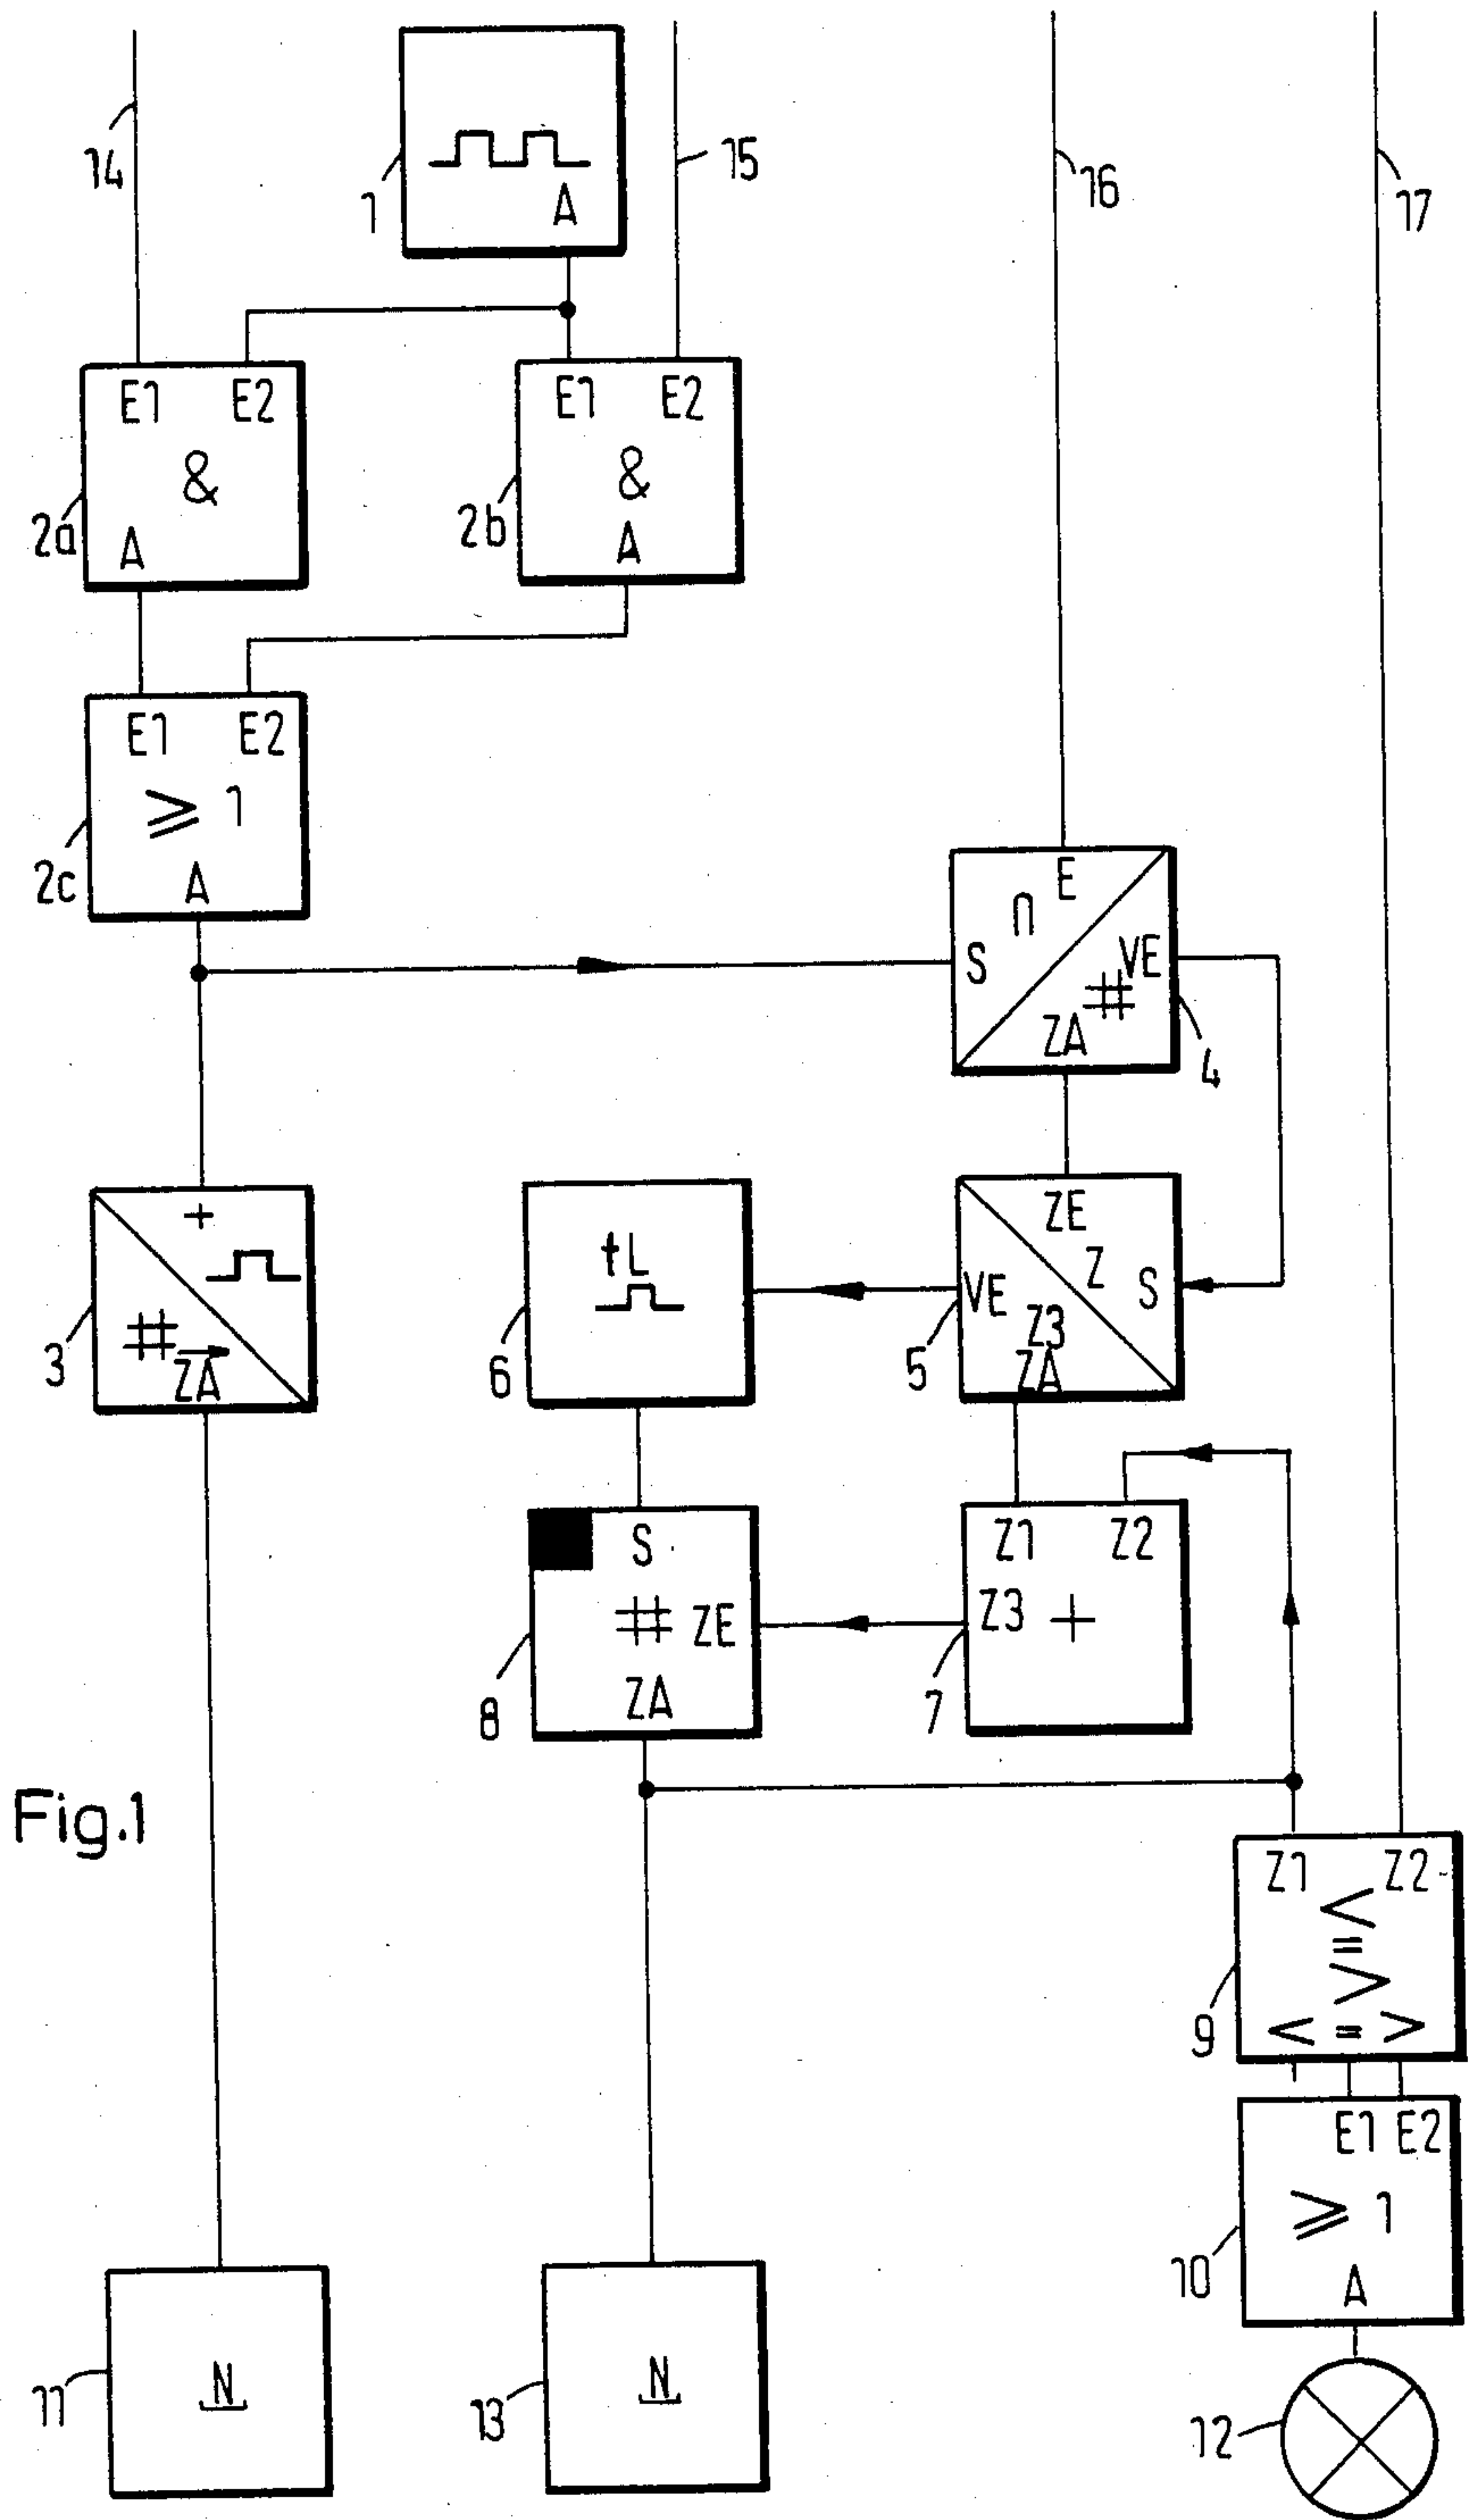 14
1
A
15
16
17
E1 E2
&
A
2a
E1 E2
&
A
2b
E1 E2
≥ 1
A
2c
E
n
S
VE
#
ZA
4
+
#
ZA
3
tL
6
ZE
Z
S
VE
Z3
ZA
5
S
# ZE
ZA
8
Z1 Z2
Z3 +
7
Fig.1
Z1 Z2
<
=
>
< = >
9
E1 E2
≥ 1
A
10
N
11
N
13
12